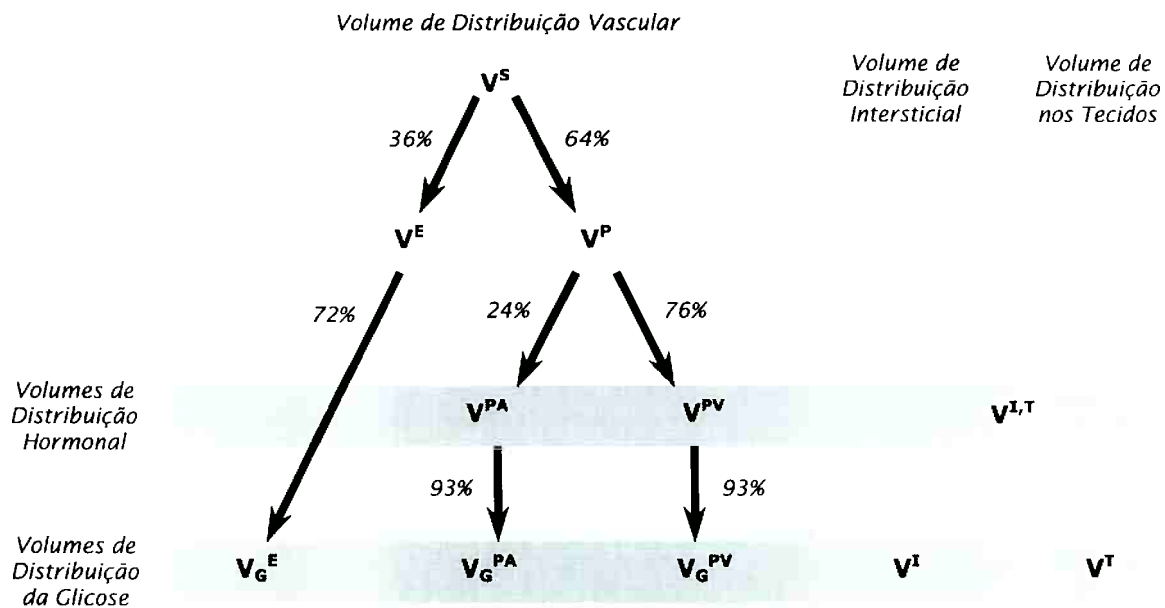 Volume de Distribuição Vascular
Volume de
Distribuição
Intersticial
Volume de
Distribuição
nos Tecidos
V^S
36%
64%
V^E
V^P
72%
24%
76%
Volumes de
Distribuição
Hormonal
V^PA
V^PV
V^I,T
93%
93%
Volumes de
Distribuição
da Glicose
V_G^E
V_G^PA
V_G^PV
V^I
V^T